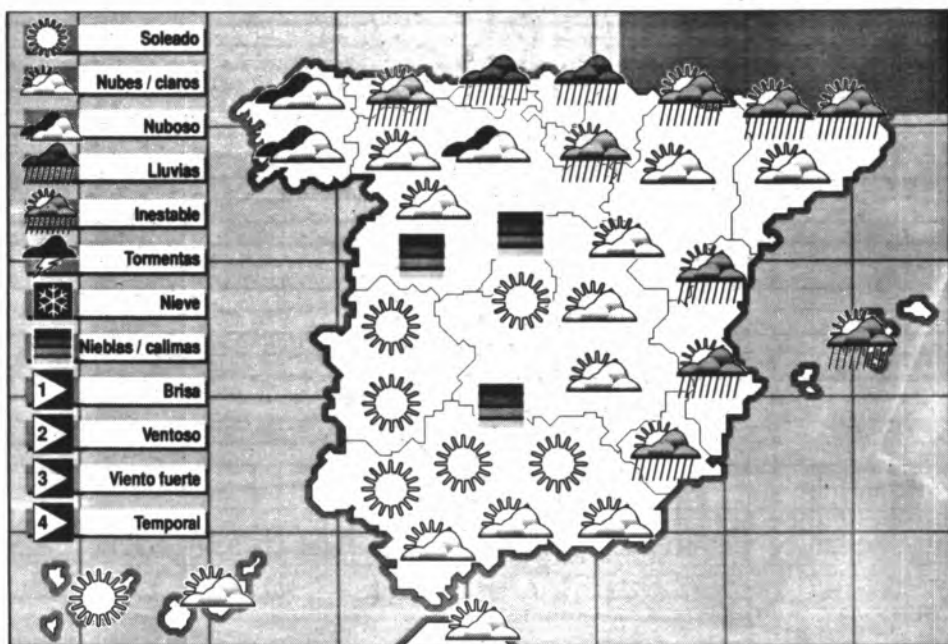 Soleado
Nubes / claros
Nuboso
Lluvias
Inestable
Tormentas
Nieve
Nieblas / calimas
1 Brisa
2 Ventoso
3 Viento fuerte
4 Temporal